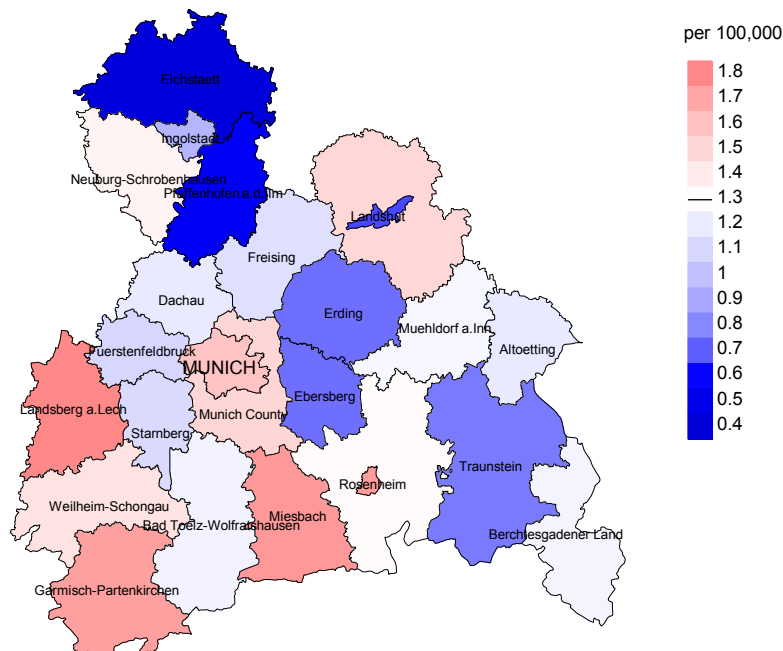 per 100,000
Eichstaett
Ingolstadt
Neuburg-Schrobenhausen
Pfaffenhofen a.d.Ilm
Landshut
Freising
Dachau
Erding
Muehldorf a.Inn
Altoetting
Fuerstenfeldbruck
MUNICH
Ebersberg
Landsberg a.Lech
Munich County
Starnberg
Traunstein
Rosenheim
Weilheim-Schongau
Miesbach
Bad Toelz-Wolfratshausen
Berchtesgadener Land
Garmisch-Partenkirchen
1.8
1.7
1.6
1.5
1.4
1.3
1.2
1.1
1
0.9
0.8
0.7
0.6
0.5
0.4